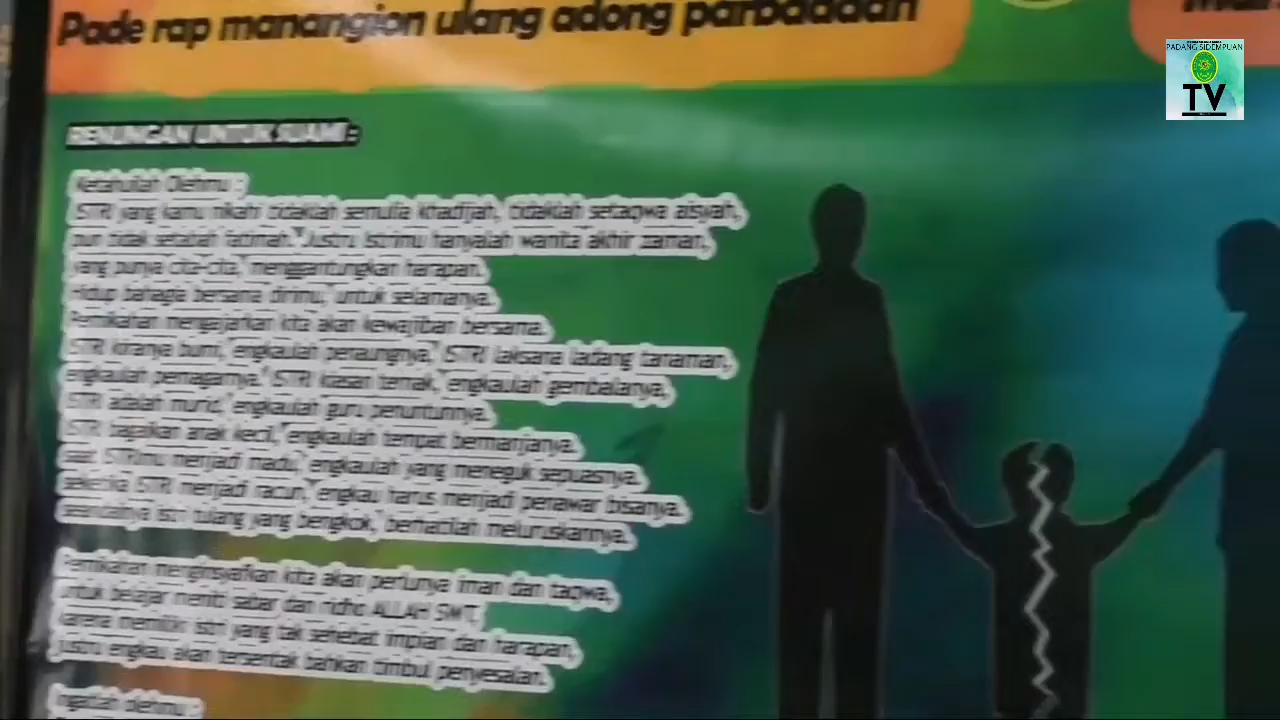 Pade rap manangion ulang adong parbadaan
PADANG SIDEMPUAN
TV
RENUNGAN UNTUK SUAMI :
Ketahuilah Olehmu :
ISTRI yang kamu nikahi tidaklah semulia khadijah, tidaklah setaqwa aisyah,
pun tidak setabah fatimah. Justru Istrimu hanyalah wanita akhir zaman,
yang punya cita-cita, menggantungkan harapan.
Hidup bahagia bersama dirimu, untuk selamanya.
Pernikahan mengajarkan kita akan kewajiban bersama.
ISTRI kiranya bumi, engkaulah penaungnya. ISTRI laksana ladang tanaman,
engkaulah pemagarnya. ISTRI kiasan ternak, engkaulah gembalanya,
ISTRI adalah murid, engkaulah guru penuntunnya.
ISTRI bagaikan anak kecil, engkaulah tempat bermanjanya.
saat ISTRImu menjadi madu, engkaulah yang meneguk sepuasnya.
seketika ISTRI menjadi racun, engkau harus menjadi penawar bisanya.
seandainya istri tulang yang bengkok, berhatilah meluruskannya.
Pernikahan menginsyafkan kita akan perlunya iman dan taqwa,
untuk belajar meniti sabar dan ridho ALLAH SWT,
karena memiliki istri yang tak sehebat impian dan harapan,
justru engkau akan tersentak bahkan timbul penyesalan.
Ingatlah olehmu :